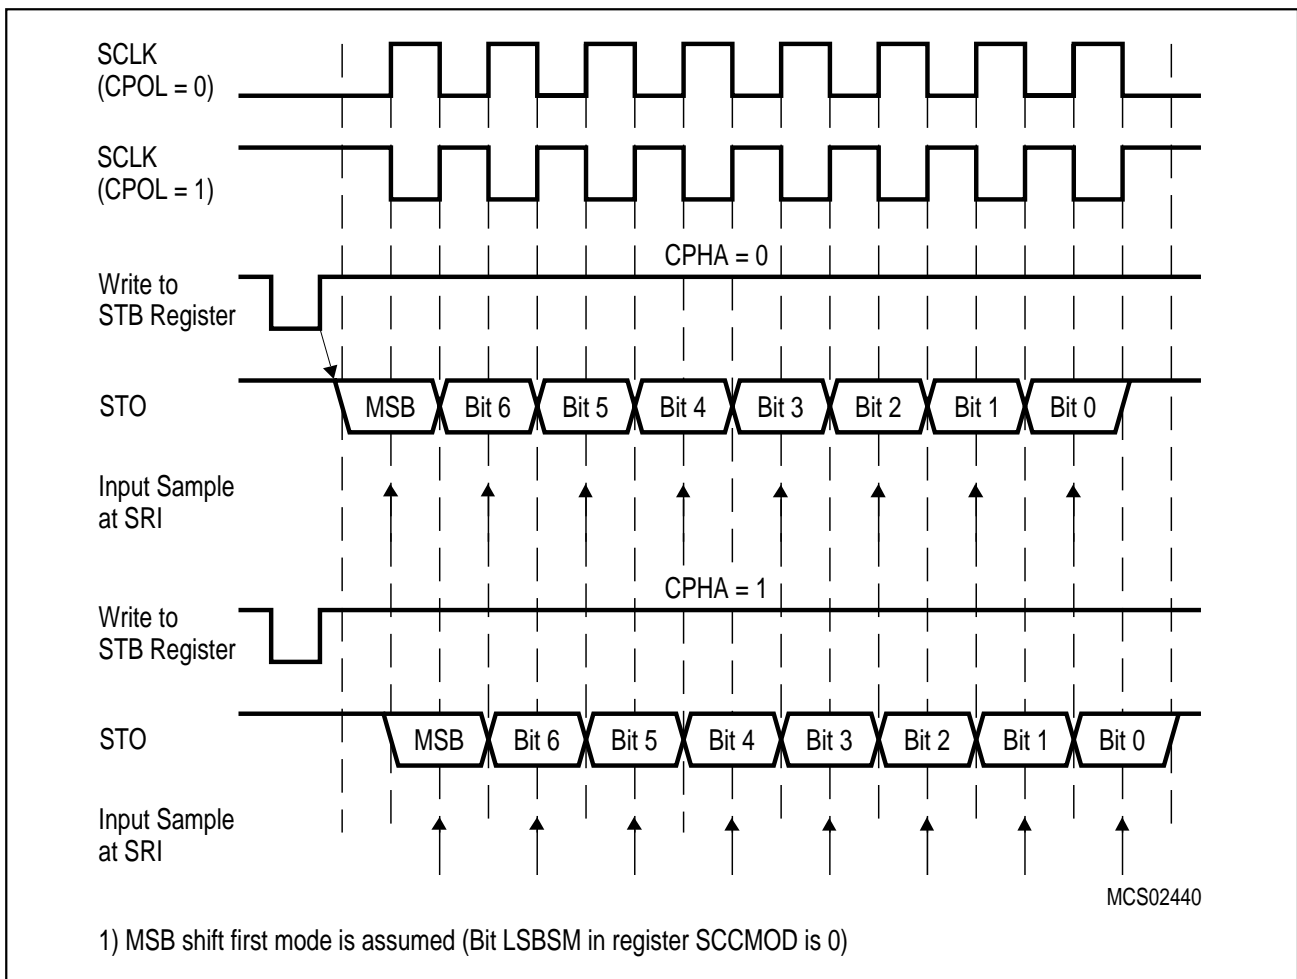 SCLK
(CPOL = 0)
SCLK
(CPOL = 1)
CPHA = 0
Write to
STB Register
STO
MSB
Bit 6
Bit 5
Bit 4
Bit 3
Bit 2
Bit 1
Bit 0
Input Sample
at SRI
CPHA = 1
Write to
STB Register
STO
MSB
Bit 6
Bit 5
Bit 4
Bit 3
Bit 2
Bit 1
Bit 0
Input Sample
at SRI
MCS02440
1) MSB shift first mode is assumed (Bit LSBSM in register SCCMOD is 0)